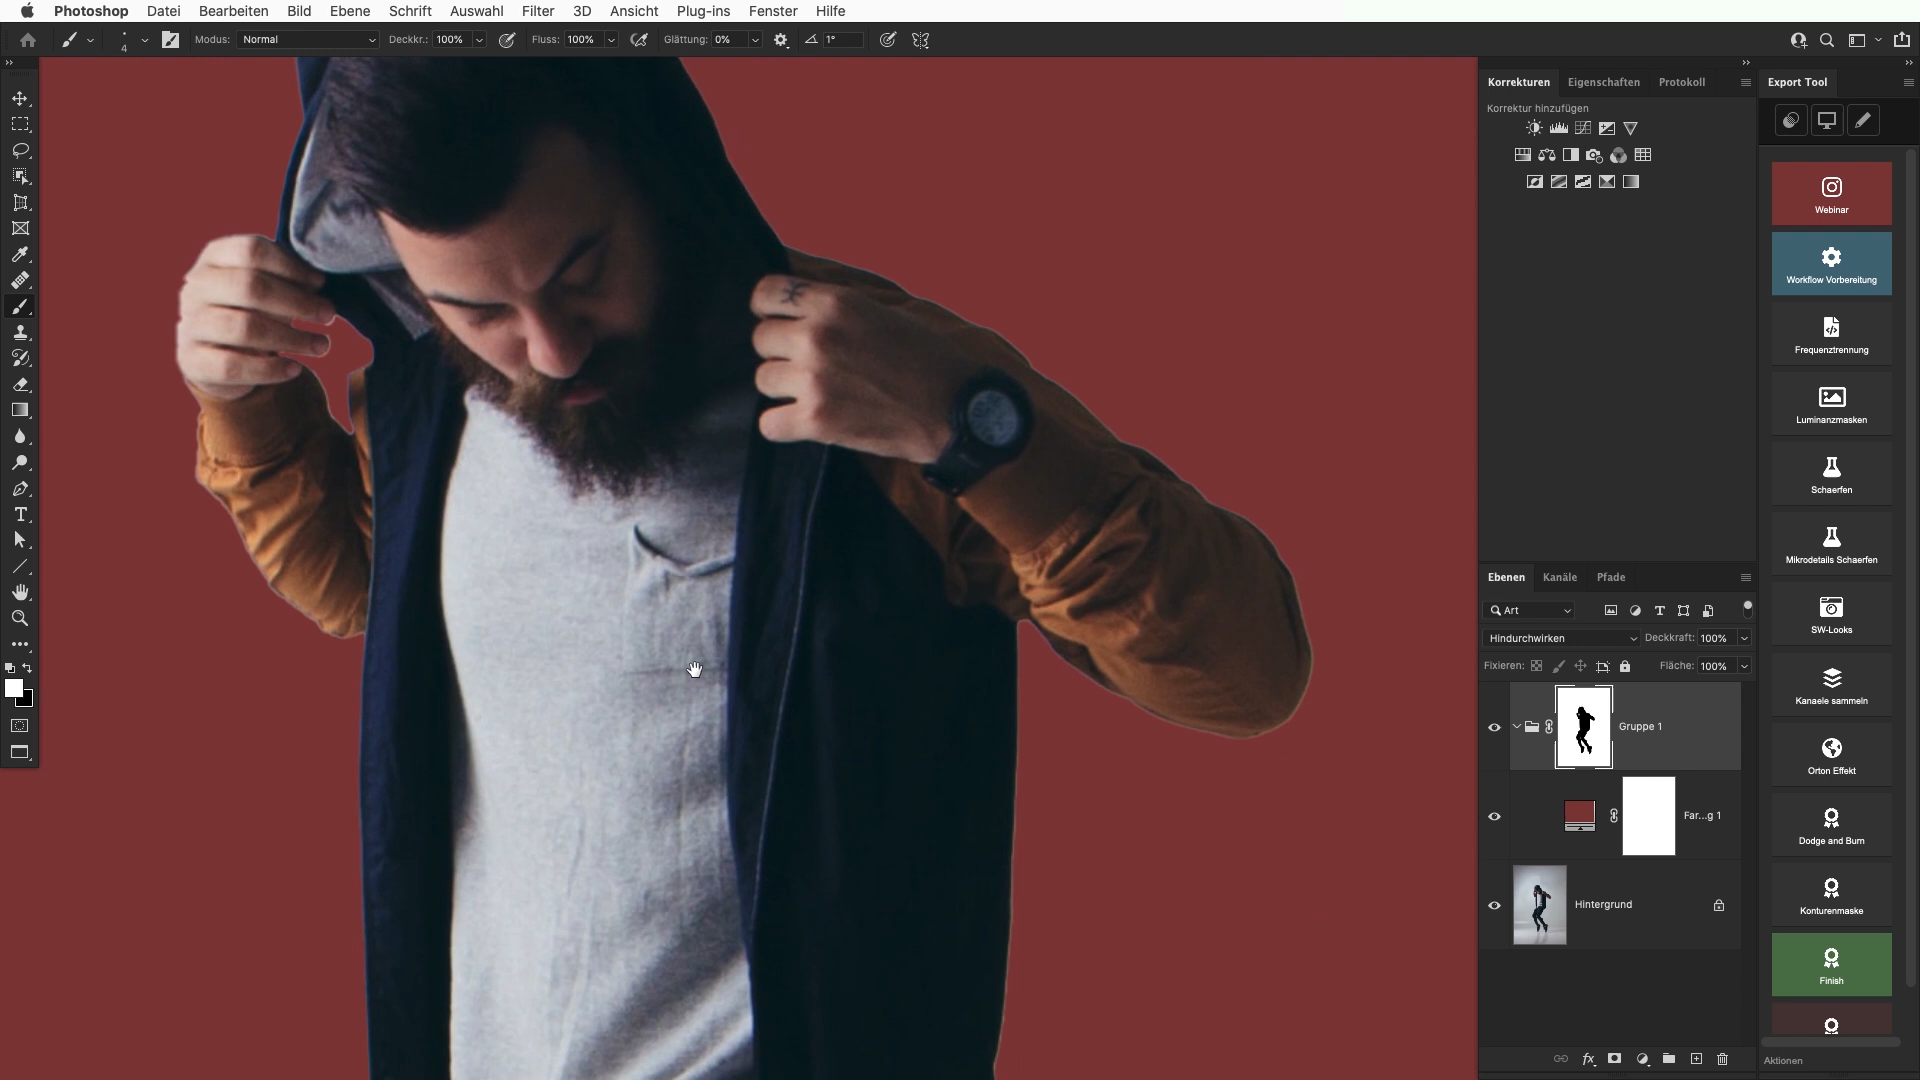 Photoshop Datei Bearbeiten Bild Ebene Schrift Auswahl Filter 3D Ansicht Plug-ins Fenster Hilfe
4 Modus: Normal Deckkr.: 100% Fluss: 100% Glättung: 0% 1°
Korrekturen Eigenschaften Protokoll
Korrektur hinzufügen
Export Tool
Webinar
Workflow Vorbereitung
Frequenztrennung
Luminanzmasken
Schaerfen
Mikrodetails Schaerfen
SW-Looks
Kanaele sammeln
Orton Effekt
Dodge and Burn
Konturenmaske
Finish
Aktionen
Ebenen Kanäle Pfade
Art
Hindurchwirken Deckkraft: 100%
Fixieren: Fläche: 100%
Gruppe 1
Far...g 1
Hintergrund
fx